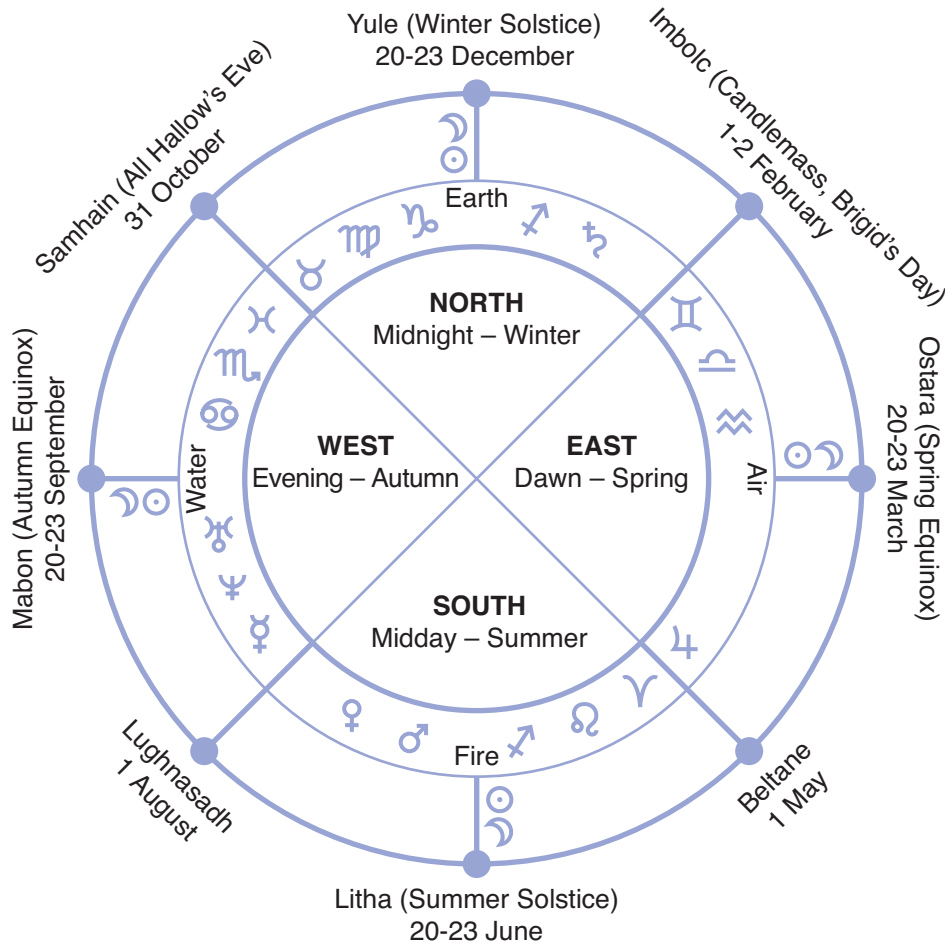 Yule (Winter Solstice)
20-23 December
Imbolc (Candlemass, Brigid's Day)
1-2 February
Samhain (All Hallow's Eve)
31 October
Earth
NORTH
Midnight – Winter
Ostara (Spring Equinox)
20-23 March
Mabon (Autumn Equinox)
20-23 September
Water
WEST
Evening – Autumn
EAST
Dawn – Spring
Air
SOUTH
Midday – Summer
Fire
Lughnasadh
1 August
Beltane
1 May
Litha (Summer Solstice)
20-23 June